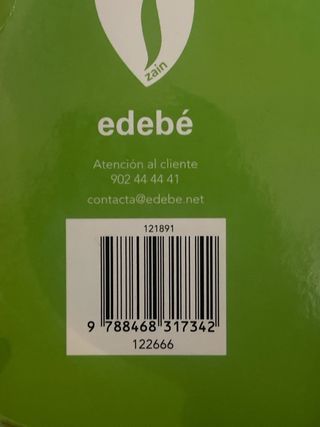 zain
edebé
Atención al cliente
902 44 44 41
contacta@edebe.net
121891
9 788468 317342
122666